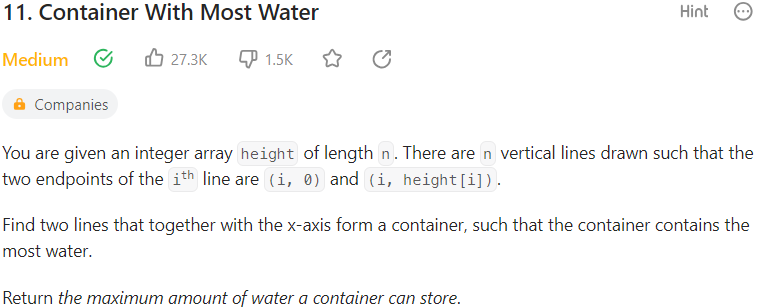 11. Container With Most Water Hint
Medium 27.3K 1.5K
Companies
You are given an integer array height of length n. There are n vertical lines drawn such that the
two endpoints of the ith line are (i, 0) and (i, height[i]).
Find two lines that together with the x-axis form a container, such that the container contains the
most water.
Return the maximum amount of water a container can store.